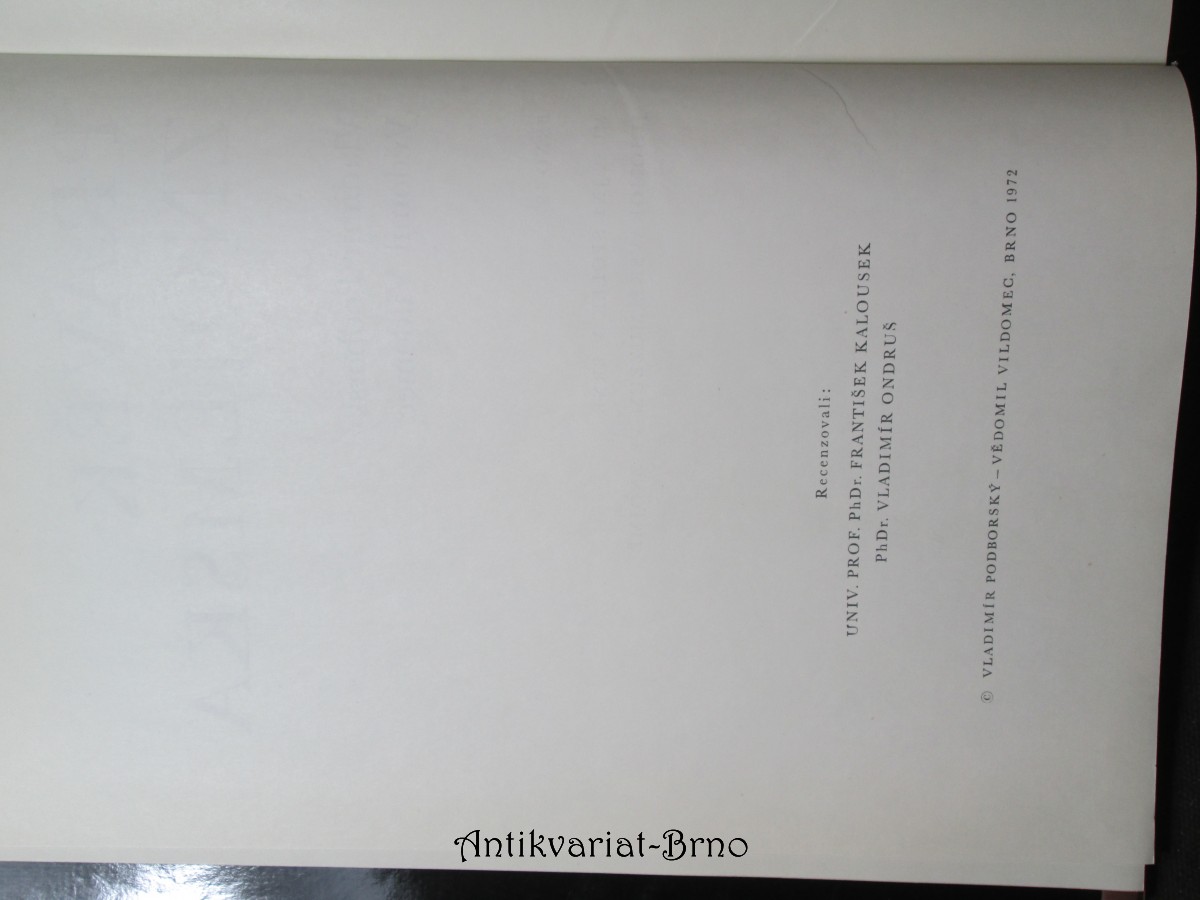 Recenzovali:
UNIV. PROF. PhDr. FRANTIŠEK KALOUSEK
PhDr. VLADIMÍR ONDRUŠ
© VLADIMÍR PODBORSKÝ – VĚDOMIL VILDOMEC, BRNO 1972
Antikvariat-Brno